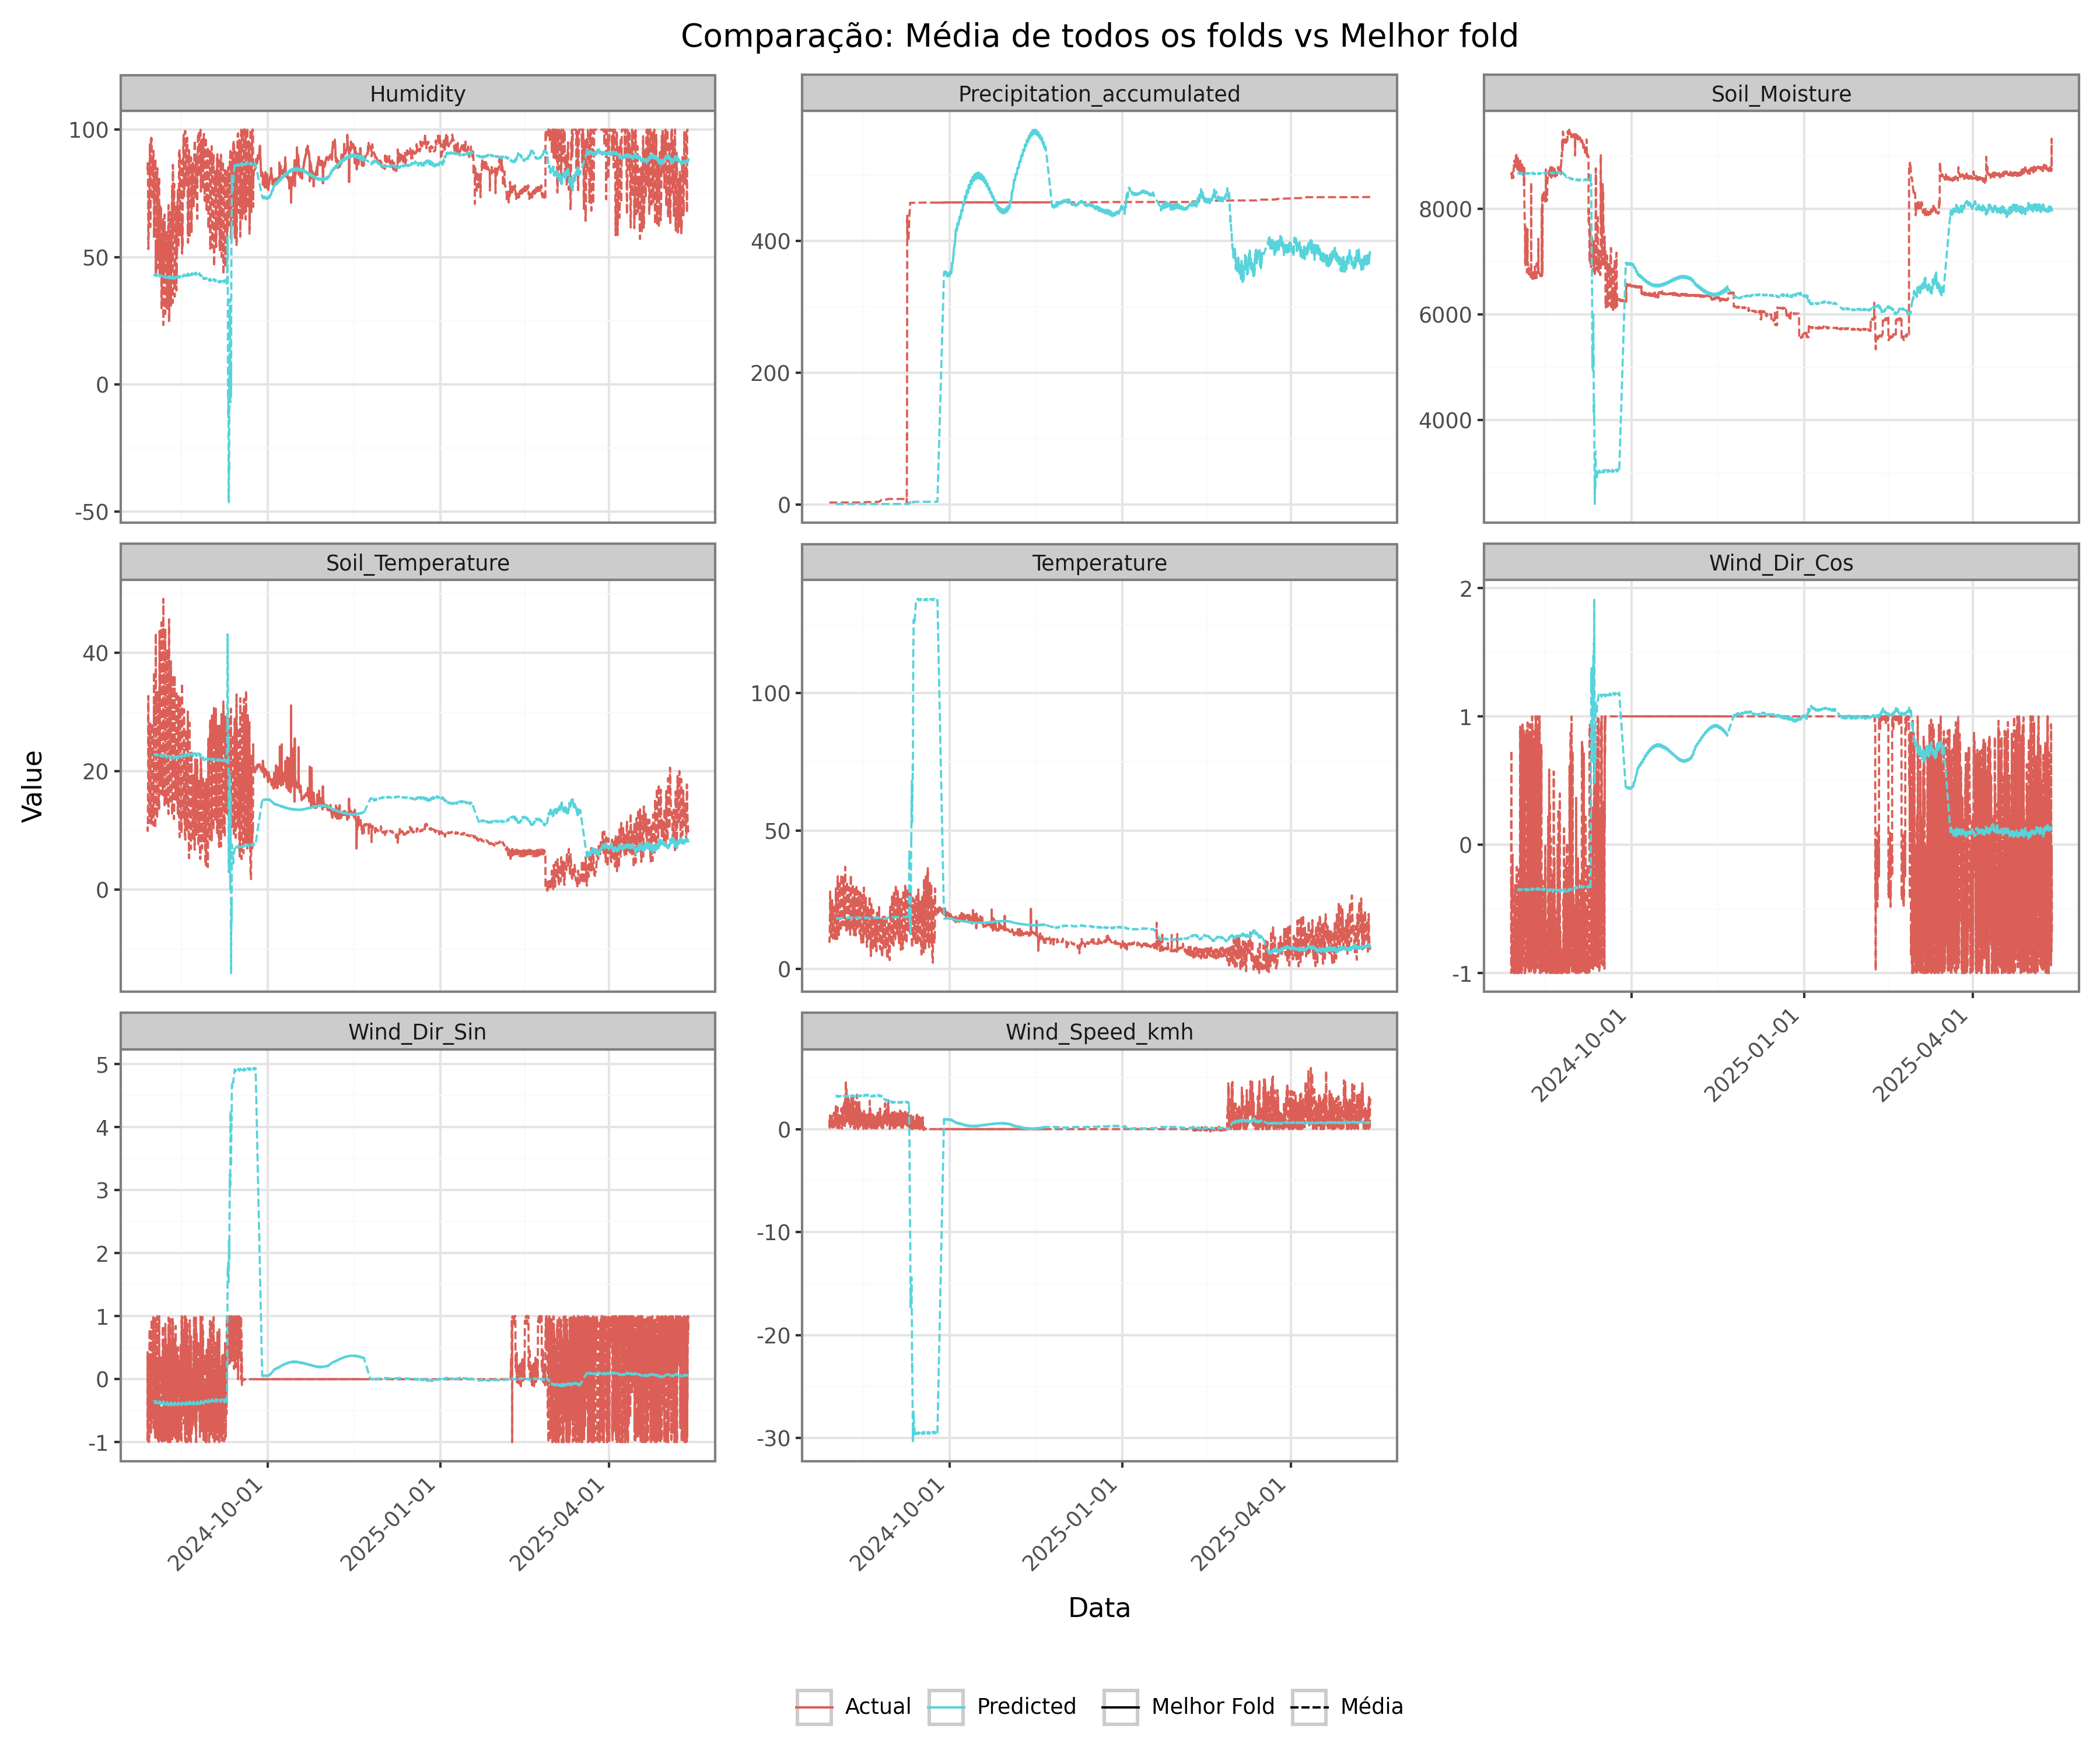 Comparação: Média de todos os folds vs Melhor fold
Humidity
Precipitation_accumulated
Soil_Moisture
100
50
0
-50
400
200
0
8000
6000
4000
Soil_Temperature
Temperature
Wind_Dir_Cos
40
20
0
100
50
0
2
1
0
-1
2024-10-01
2025-01-01
2025-04-01
Wind_Dir_Sin
Wind_Speed_kmh
5
4
3
2
1
0
-1
0
-10
-20
-30
2024-10-01
2025-01-01
2025-04-01
2024-10-01
2025-01-01
2025-04-01
Value
Data
Actual
Predicted
Melhor Fold
Média